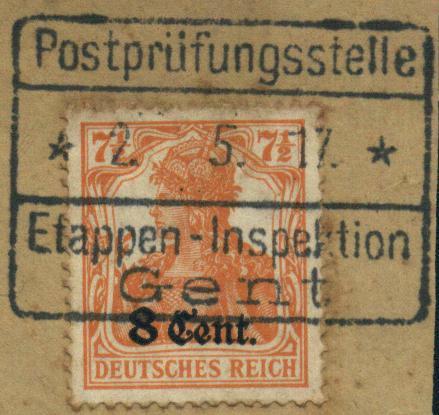 Postprüfungsstelle
* 2. 5. 17. *
7½ 7½
Etappen-Inspektion
Gent
8 Cent.
DEUTSCHES REICH